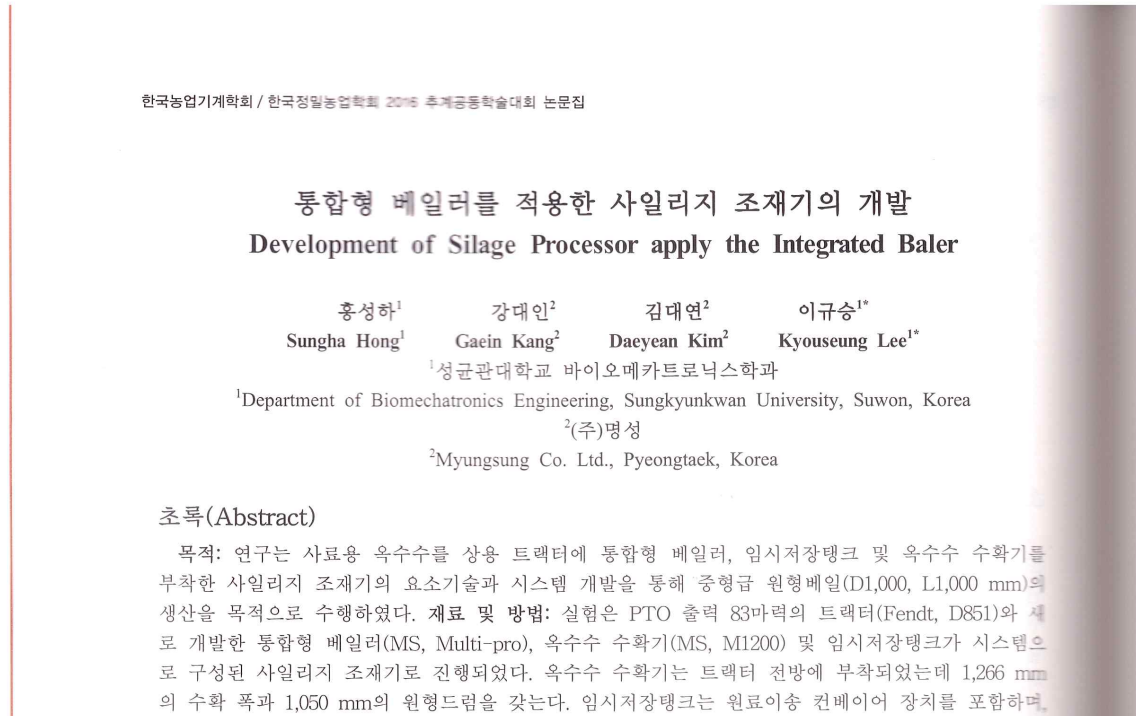 한국농업기계학회 / 한국정밀농업학회 2016 추계공동학술대회 논문집
통합형 베일러를 적용한 사일리지 조재기의 개발
Development of Silage Processor apply the Integrated Baler
홍성하1 강대인2 김대연2 이규승1*
Sungha Hong1 Gaein Kang2 Daeyean Kim2 Kyouseung Lee1*
1성균관대학교 바이오메카트로닉스학과
1Department of Biomechatronics Engineering, Sungkyunkwan University, Suwon, Korea
2(주)명성
2Myungsung Co. Ltd., Pyeongtaek, Korea
초록(Abstract)
목적: 연구는 사료용 옥수수를 상용 트랙터에 통합형 베일러, 임시저장탱크 및 옥수수 수확기를
부착한 사일리지 조재기의 요소기술과 시스템 개발을 통해 중형급 원형베일(D1,000, L1,000 mm)의
생산을 목적으로 수행하였다. 재료 및 방법: 실험은 PTO 출력 83마력의 트랙터(Fendt, D851)와 새
로 개발한 통합형 베일러(MS, Multi-pro), 옥수수 수확기(MS, M1200) 및 임시저장탱크가 시스템으
로 구성된 사일리지 조재기로 진행되었다. 옥수수 수확기는 트랙터 전방에 부착되었는데 1,266 mm
의 수확 폭과 1,050 mm의 원형드럼을 갖는다. 임시저장탱크는 원료이송 컨베이어 장치를 포함하며,